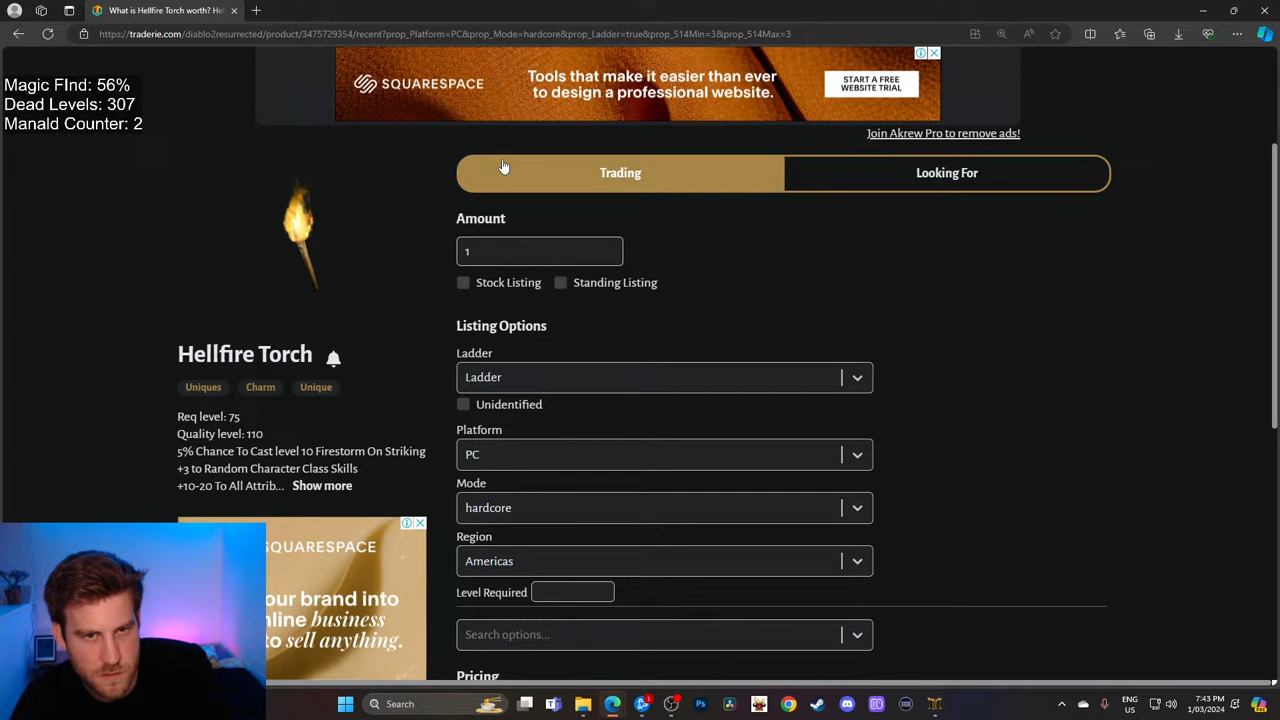 What is Hellfire Torch worth?
https://traderie.com/diablo2resurrected/product/3475729354/recent?prop_Platform=PC&prop_Mode=hardcore&prop_Ladder=true&prop_514Min=3&prop_514Max=3
Magic FInd: 56%
Dead Levels: 307
Manald Counter: 2
SQUARESPACE
Tools that make it easier than ever
to design a professional website.
START A FREE
WEBSITE TRIAL
Join Akrew Pro to remove ads!
Trading
Looking For
Amount
1
Stock Listing
Standing Listing
Listing Options
Ladder
Ladder
Unidentified
Platform
PC
Mode
hardcore
Region
Americas
Level Required
Search options...
Pricing
Hellfire Torch
Uniques
Charm
Unique
Req level: 75
Quality level: 110
5% Chance To Cast level 10 Firestorm On Striking
+3 to Random Character Class Skills
+10-20 To All Attrib... Show more
SQUARESPACE
our brand into
nline business
to sell anything.
Search
ENG
US
7:43 PM
1/03/2024